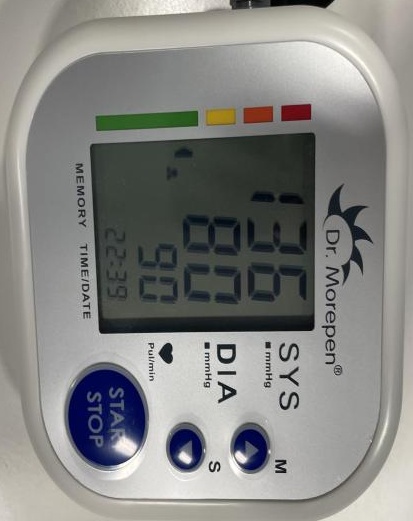 Dr. Morepen®
136
SYS
mmHg
80
DIA
mmHg
90
Pul/min
22:39
MEMORY TIME/DATE
START
STOP
M
S